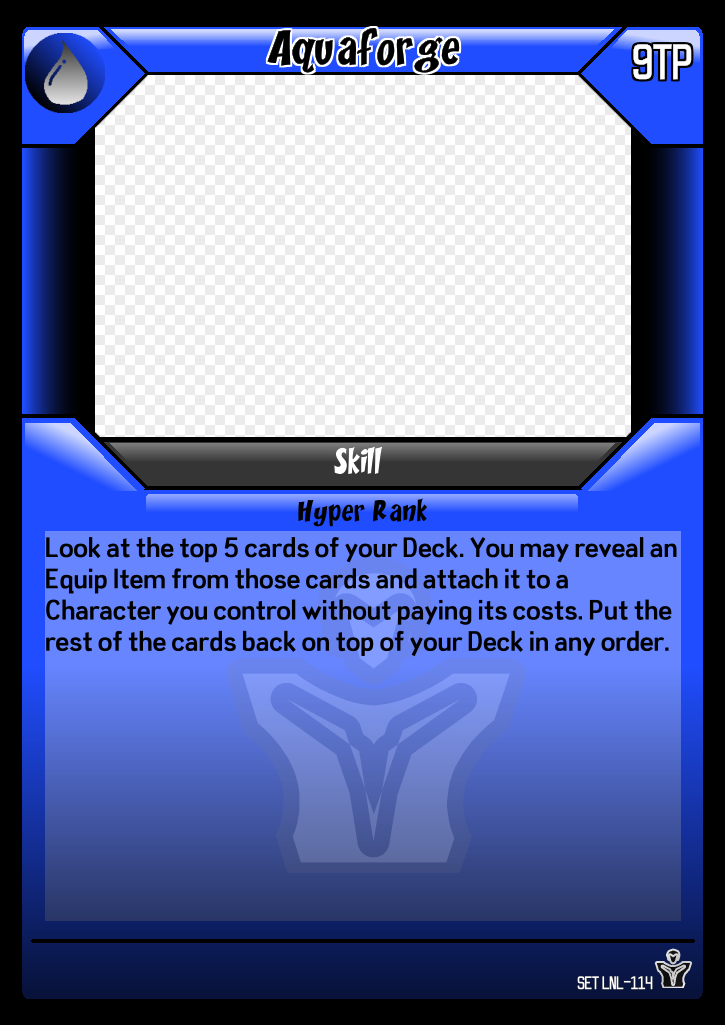 Aquaforge
9TP
Skill
Hyper Rank
Look at the top 5 cards of your Deck. You may reveal an
Equip Item from those cards and attach it to a
Character you control without paying its costs. Put the
rest of the cards back on top of your Deck in any order.
SET LNL-114